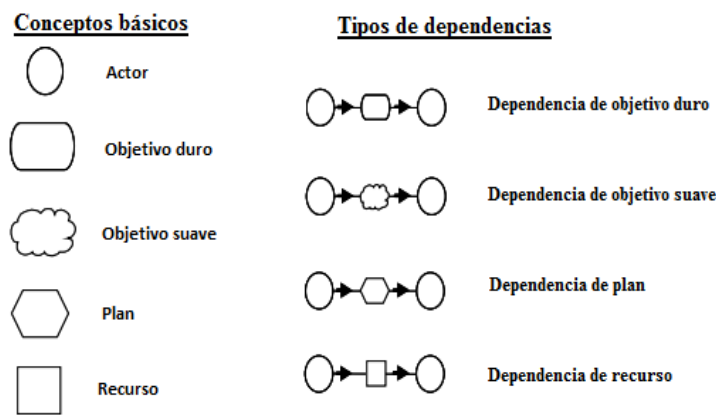 Conceptos básicos
Actor
Objetivo duro
Objetivo suave
Plan
Recurso
Tipos de dependencias
Dependencia de objetivo duro
Dependencia de objetivo suave
Dependencia de plan
Dependencia de recurso